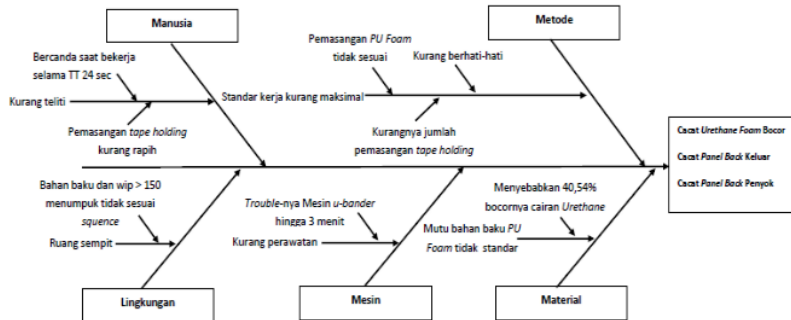 Manusia
Metode
Bercanda saat bekerja
selama TT 24 sec
Kurang teliti
Pemasangan tape holding
kurang rapih
Pemasangan PU Foam
tidak sesuai
Kurang berhati-hati
Standar kerja kurang maksimal
Kurangnya jumlah
pemasangan tape holding
Cacat Urethane Foam Bocor
Cacat Panel Back Keluar
Cacat Panel Back Penyok
Bahan baku dan wip > 150
menumpuk tidak sesuai
squence
Ruang sempit
Trouble-nya Mesin u-bander
hingga 3 menit
Kurang perawatan
Menyebabkan 40,54%
bocornya cairan Urethane
Mutu bahan baku PU
Foam tidak standar
Lingkungan
Mesin
Material